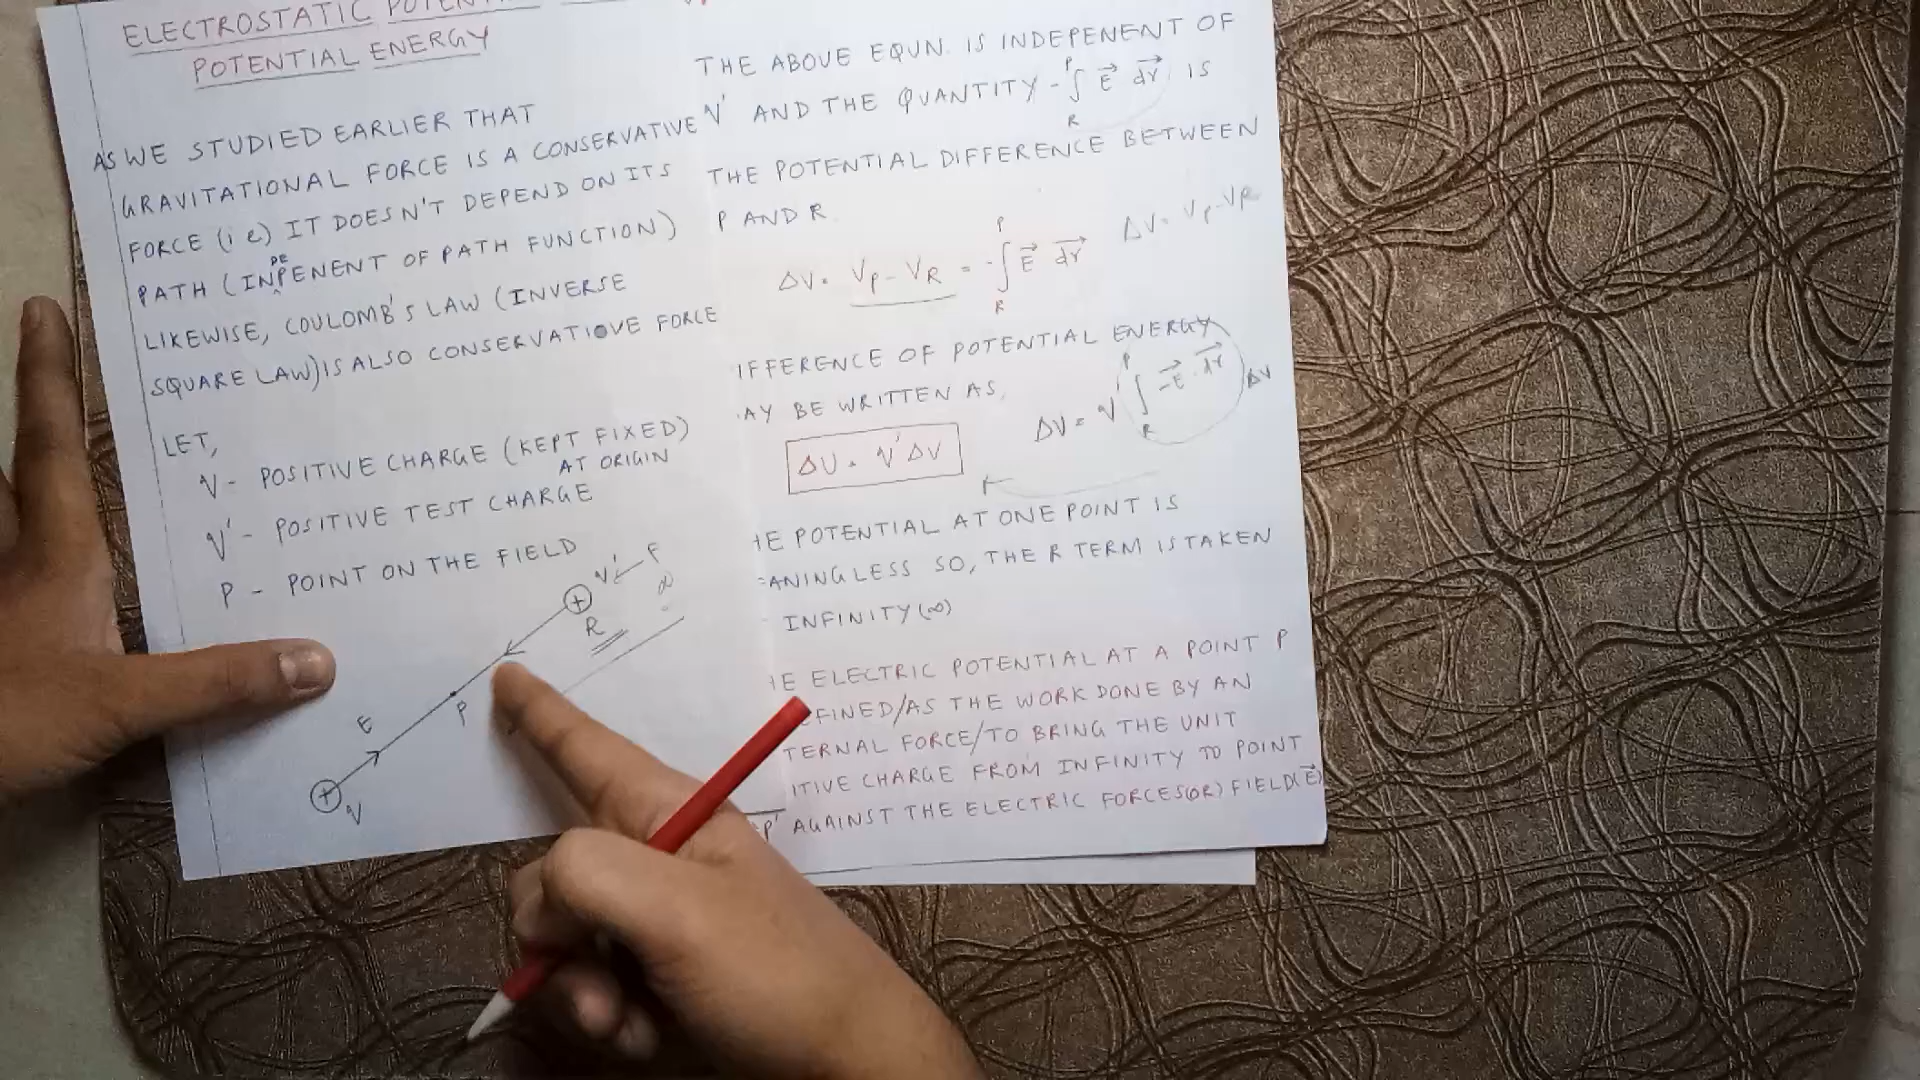 ELECTROSTATIC
POTENTIAL ENERGY
AS WE STUDIED EARLIER THAT
GRAVITATIONAL FORCE IS A CONSERVATIVE
FORCE (i e) IT DOESN'T DEPEND ON ITS
PATH (INPENENT OF PATH FUNCTION)
DE
LIKEWISE, COULOMB'S LAW (INVERSE
SQUARE LAW) IS ALSO CONSERVATIOVE FORCE
LET,
q - POSITIVE CHARGE (KEPT FIXED)
AT ORIGIN
q' - POSITIVE TEST CHARGE
P - POINT ON THE FIELD
q' F
∞
+
R
P
E
+
q
THE ABOVE EQUN. IS INDEPENENT OF
q' AND THE QUANTITY -∫ᴿᴾ E⃗ dr⃗ IS
THE POTENTIAL DIFFERENCE BETWEEN
P AND R.
ΔV = VP - VR
ΔV = VP - VR = -∫ᴿᴾ E⃗ dr⃗
IFFERENCE OF POTENTIAL ENERGY
AY BE WRITTEN AS,
ΔU = q' ∫ᴿᴾ -E⃗ . dr⃗ ΔV
ΔU = q' ΔV
HE POTENTIAL AT ONE POINT IS
ANINGLESS SO, THE R TERM IS TAKEN
INFINITY (∞)
HE ELECTRIC POTENTIAL AT A POINT P
FINED/AS THE WORK DONE BY AN
TERNAL FORCE/TO BRING THE UNIT
ITIVE CHARGE FROM INFINITY TO POINT
'P' AGAINST THE ELECTRIC FORCES(OR) FIELD(E⃗)